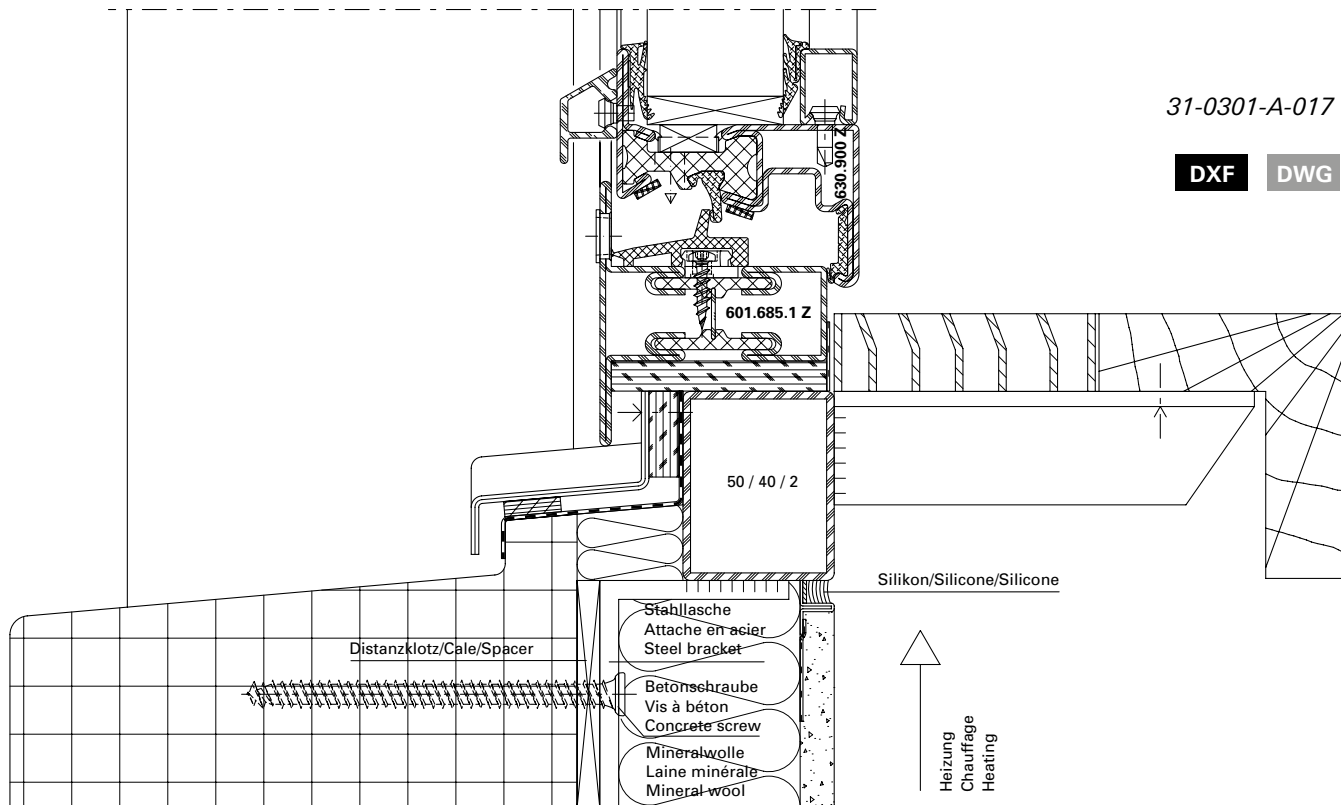 31-0301-A-017
DXF DWG
630.900 Z
601.685.1 Z
50 / 40 / 2
Silikon/Silicone/Silicone
Stahllasche
Attache en acier
Steel bracket
Distanzklotz/Cale/Spacer
Betonschraube
Vis à béton
Concrete screw
Mineralwolle
Laine minérale
Mineral wool
Heizung
Chauffage
Heating